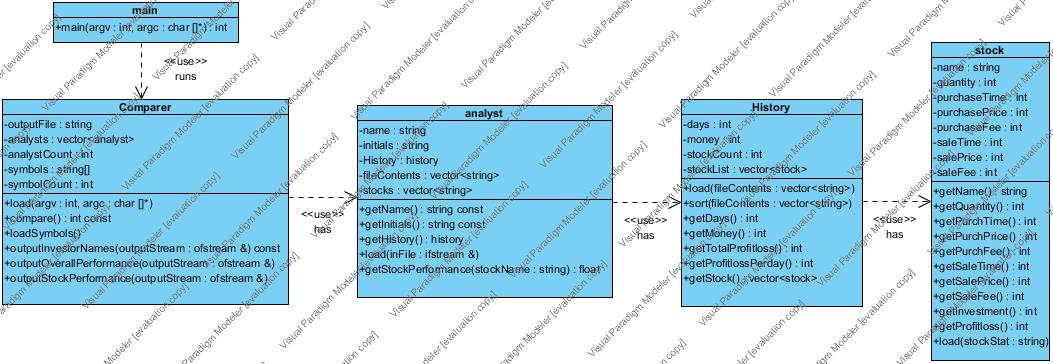 main
+main(argv : int, argc : char []*) : int
<<use>>
runs
Comparer
-outputFile : string
-analysts : vector<analyst>
-analystCount : int
-symbols : string[]
-symbolCount : int
+load(argv : int, argc : char []*)
+compare() : int const
+loadSymbols()
+outputInvestorNames(outputStream : ofstream &) const
+outputOverallPerformance(outputStream : ofstream &)
+outputStockPerformance(outputStream : ofstream &)
<<use>>
has
analyst
-name : string
-initials : string
-History : history
-fileContents : vector<string>
-stocks : vector<string>
+getName() : string const
+getInitials() : string const
+getHistory() : history
+load(inFile : ifstream &)
+getStockPerformance(stockName : string) : float
<<use>>
has
History
-days : int
-money : int
-stockCount : int
-stockList : vector<stock>
+load(fileContents : vector<string>)
+sort(fileContents : vector<string>)
+getDays() : int
+getMoney() : int
+getTotalProfitloss() : int
+getProfitlossPerday() : int
+getStock() : vector<stock>
<<use>>
has
stock
-name : string
-quantity : int
-purchaseTime : int
-purchasePrice : int
-purchaseFee : int
-saleTime : int
-salePrice : int
-saleFee : int
+getName() : string
+getQuantity() : int
+getPurchTime() : int
+getPurchPrice() : int
+getPurchFee() : int
+getSaleTime() : int
+getSalePrice() : int
+getSaleFee() : int
+getInvestment() : int
+getProfitloss() : int
+load(stockStat : string)
Visual Paradigm Modeler [evaluation copy]